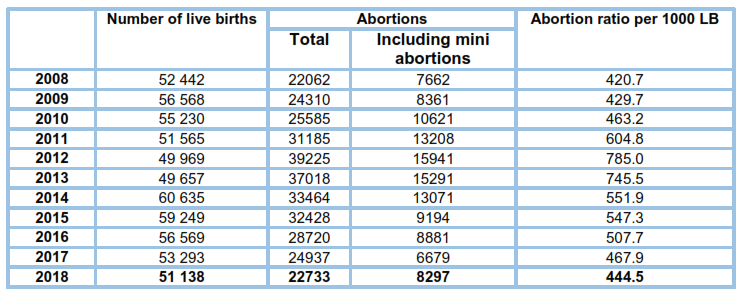 Number of live births Abortions Abortion ratio per 1000 LB
Total Including mini
abortions
2008 52 442 22062 7662 420.7
2009 56 568 24310 8361 429.7
2010 55 230 25585 10621 463.2
2011 51 565 31185 13208 604.8
2012 49 969 39225 15941 785.0
2013 49 657 37018 15291 745.5
2014 60 635 33464 13071 551.9
2015 59 249 32428 9194 547.3
2016 56 569 28720 8881 507.7
2017 53 293 24937 6679 467.9
2018 51 138 22733 8297 444.5